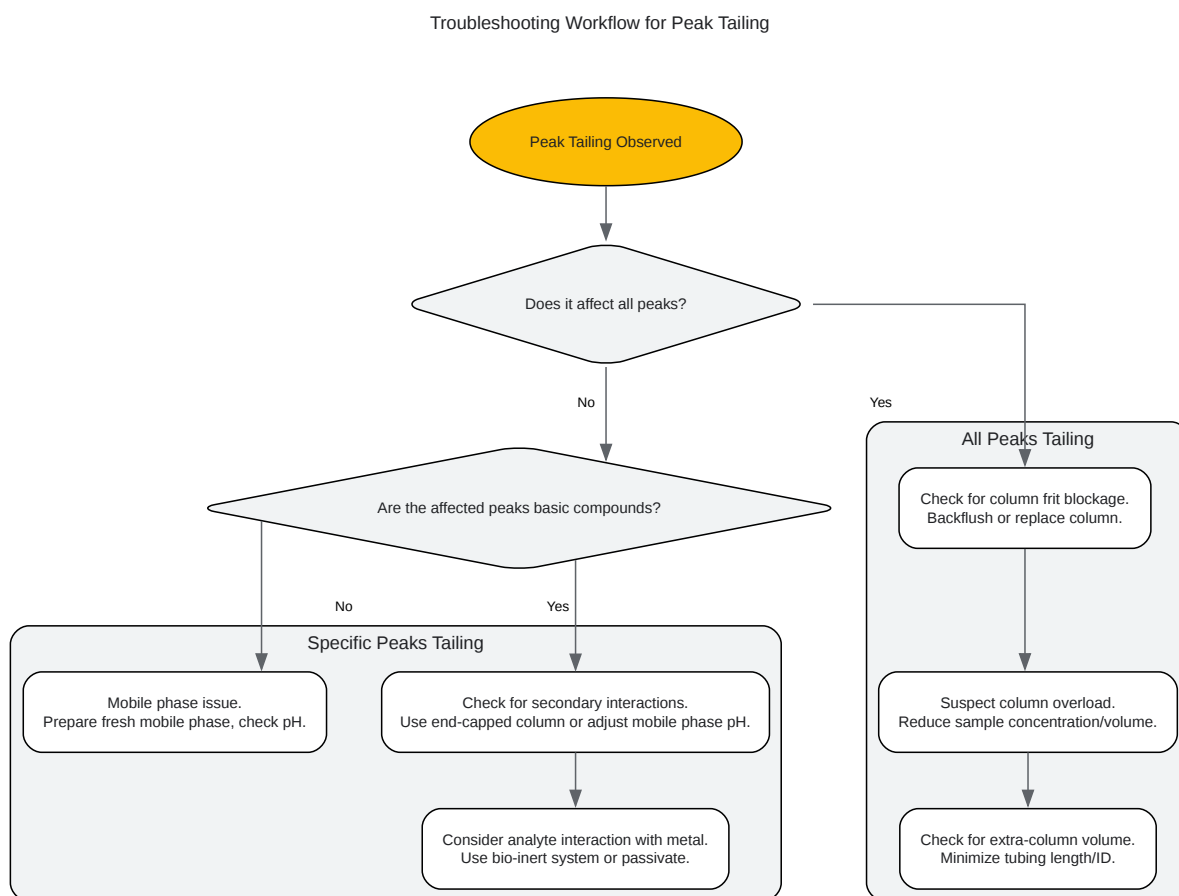 Troubleshooting Workflow for Peak Tailing
Peak Tailing Observed
Does it affect all peaks?
No
Yes
All Peaks Tailing
Check for column frit blockage.
Backflush or replace column.
Are the affected peaks basic compounds?
No
Yes
Specific Peaks Tailing
Mobile phase issue.
Prepare fresh mobile phase, check pH.
Check for secondary interactions.
Use end-capped column or adjust mobile phase pH.
Suspect column overload.
Reduce sample concentration/volume.
Consider analyte interaction with metal.
Use bio-inert system or passivate.
Check for extra-column volume.
Minimize tubing length/ID.